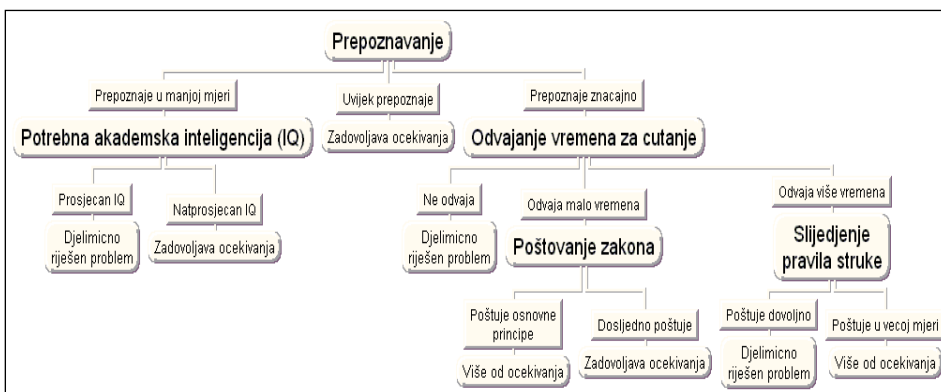 Prepoznavanje
Prepoznaje u manjoj mjeri
Uvijek prepoznaje
Prepoznaje znacajno
Potrebna akademska inteligencija (IQ)
Zadovoljava ocekivanja
Odvajanje vremena za cutanje
Prosjecan IQ
Natprosjecan IQ
Ne odvaja
Odvaja malo vremena
Odvaja više vremena
Djelimicno
riješen problem
Zadovoljava ocekivanja
Djelimicno
riješen problem
Poštovanje zakona
Slijedjenje
pravila struke
Poštuje osnovne
principe
Dosljedno poštuje
Poštuje dovoljno
Poštuje u vecoj mjeri
Više od ocekivanja
Zadovoljava ocekivanja
Djelimicno
riješen problem
Više od ocekivanja